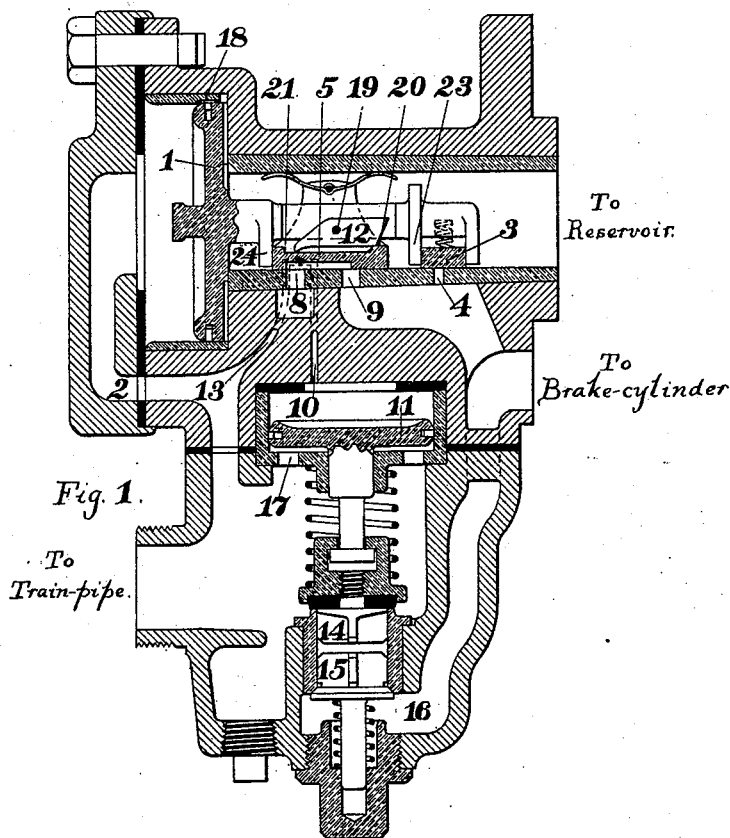 18
21 5 19 20 23
1
To
Reservoir.
12
3
24
8 9 4
2 13
10 11
To
Brake-cylinder
Fig. 1.
17
To
Train-pipe.
14
15
16